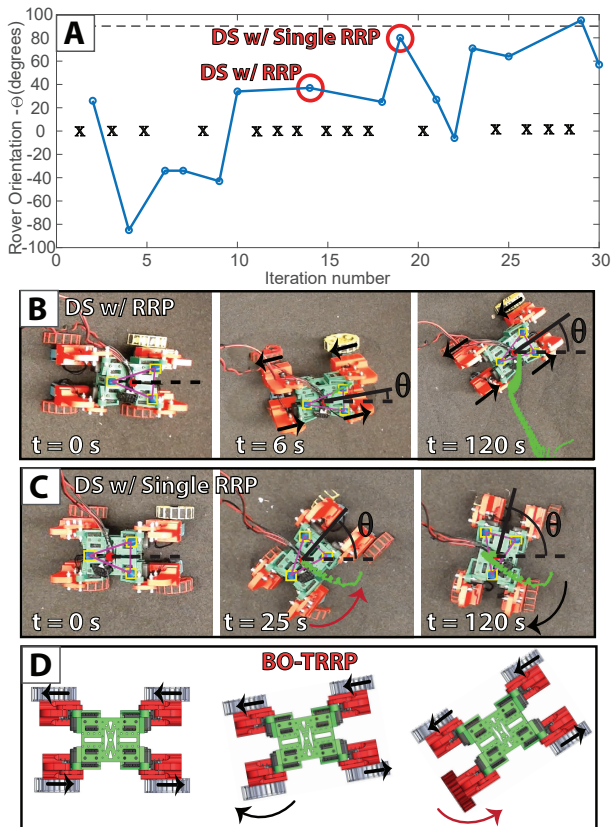 A
DS w/ Single RRP
DS w/ RRP
Rover Orientation - Θ (degrees)
100
80
60
40
20
0
-20
-40
-60
-80
-100
x x x x x x x x x x x x x x x
0 5 10 15 20 25 30
Iteration number
B DS w/ RRP
θ
θ
t = 0 s t = 6 s t = 120 s
C DS w/ Single RRP
θ
θ
t = 0 s t = 25 s t = 120 s
D BO-TRRP